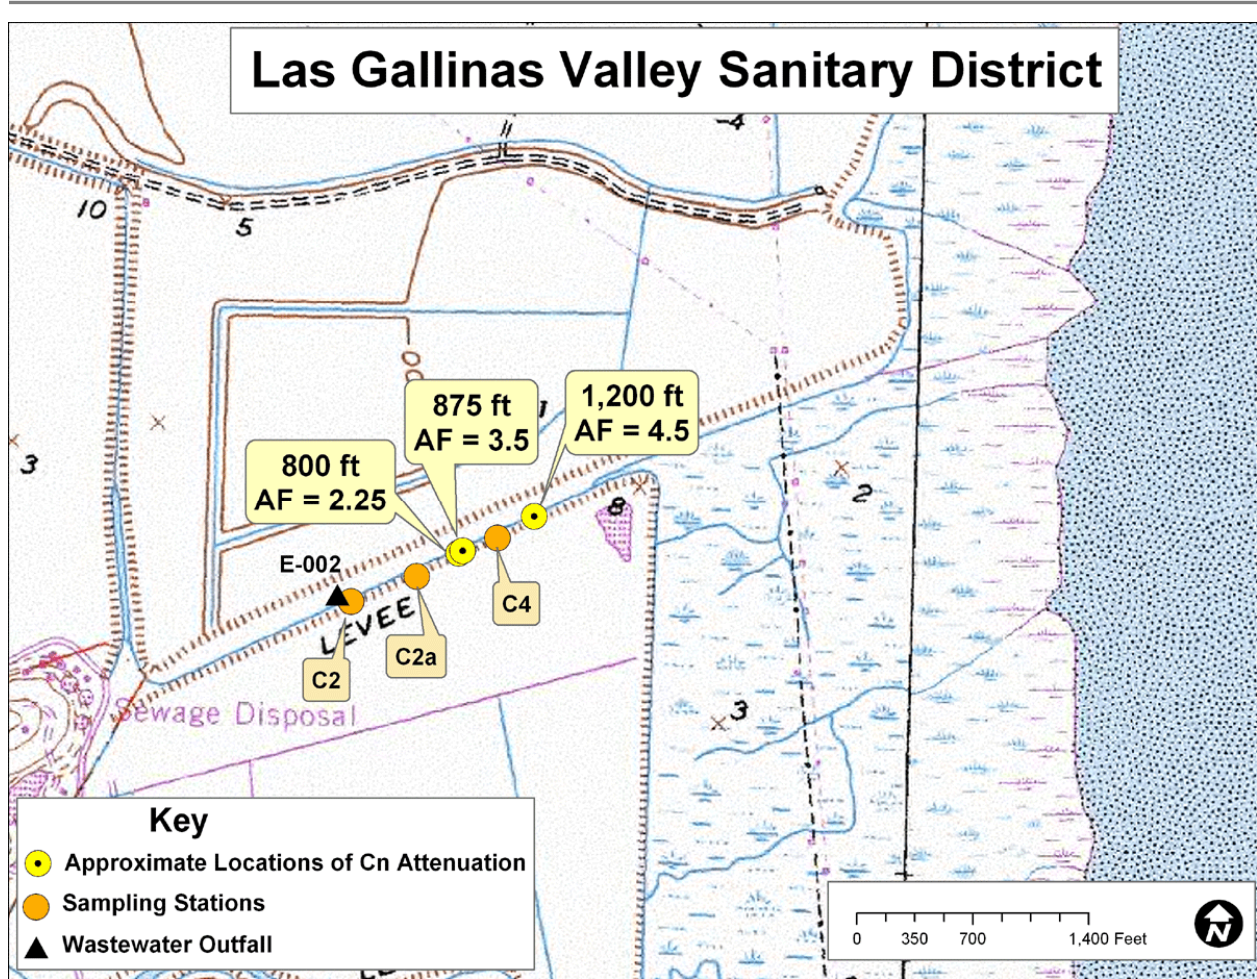 Las Gallinas Valley Sanitary District
-4
10
5
3
1
875 ft
AF = 3.5
1,200 ft
AF = 4.5
800 ft
AF = 2.25
2
8
E-002
LEVEE
C4
C2a
C2
3
Sewage Disposal
Key
Approximate Locations of Cn Attenuation
Sampling Stations
Wastewater Outfall
0 350 700 1,400 Feet
N